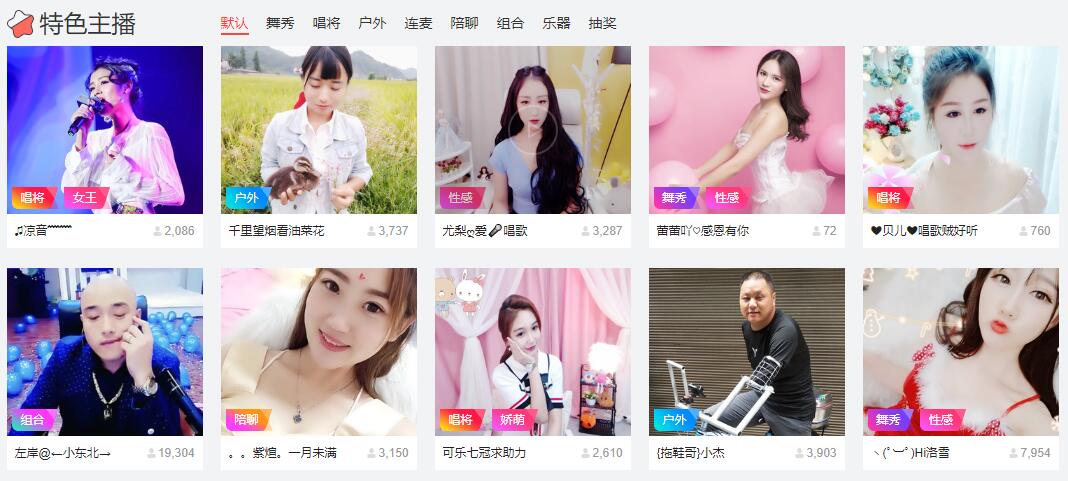 特色主播
默认 舞秀 唱将 户外 连麦 陪聊 组合 乐器 抽奖
唱将 女王
户外
性感
舞秀 性感
唱将
♫凉音﹌﹌ 2,086
千里望烟看油菜花 3,737
尤梨ღ爱🎤唱歌 3,287
蕾蕾吖♡感恩有你 72
♥贝儿♥唱歌贼好听 760
组合
陪聊
唱将 娇萌
户外
舞秀 性感
左岸@←小东北→ 19,304
。。紫煊。一月未满 3,150
可乐七冠求助力 2,610
{拖鞋哥}小杰 3,903
丶(ﾟ︶ﾟ)Hi洛雪 7,954